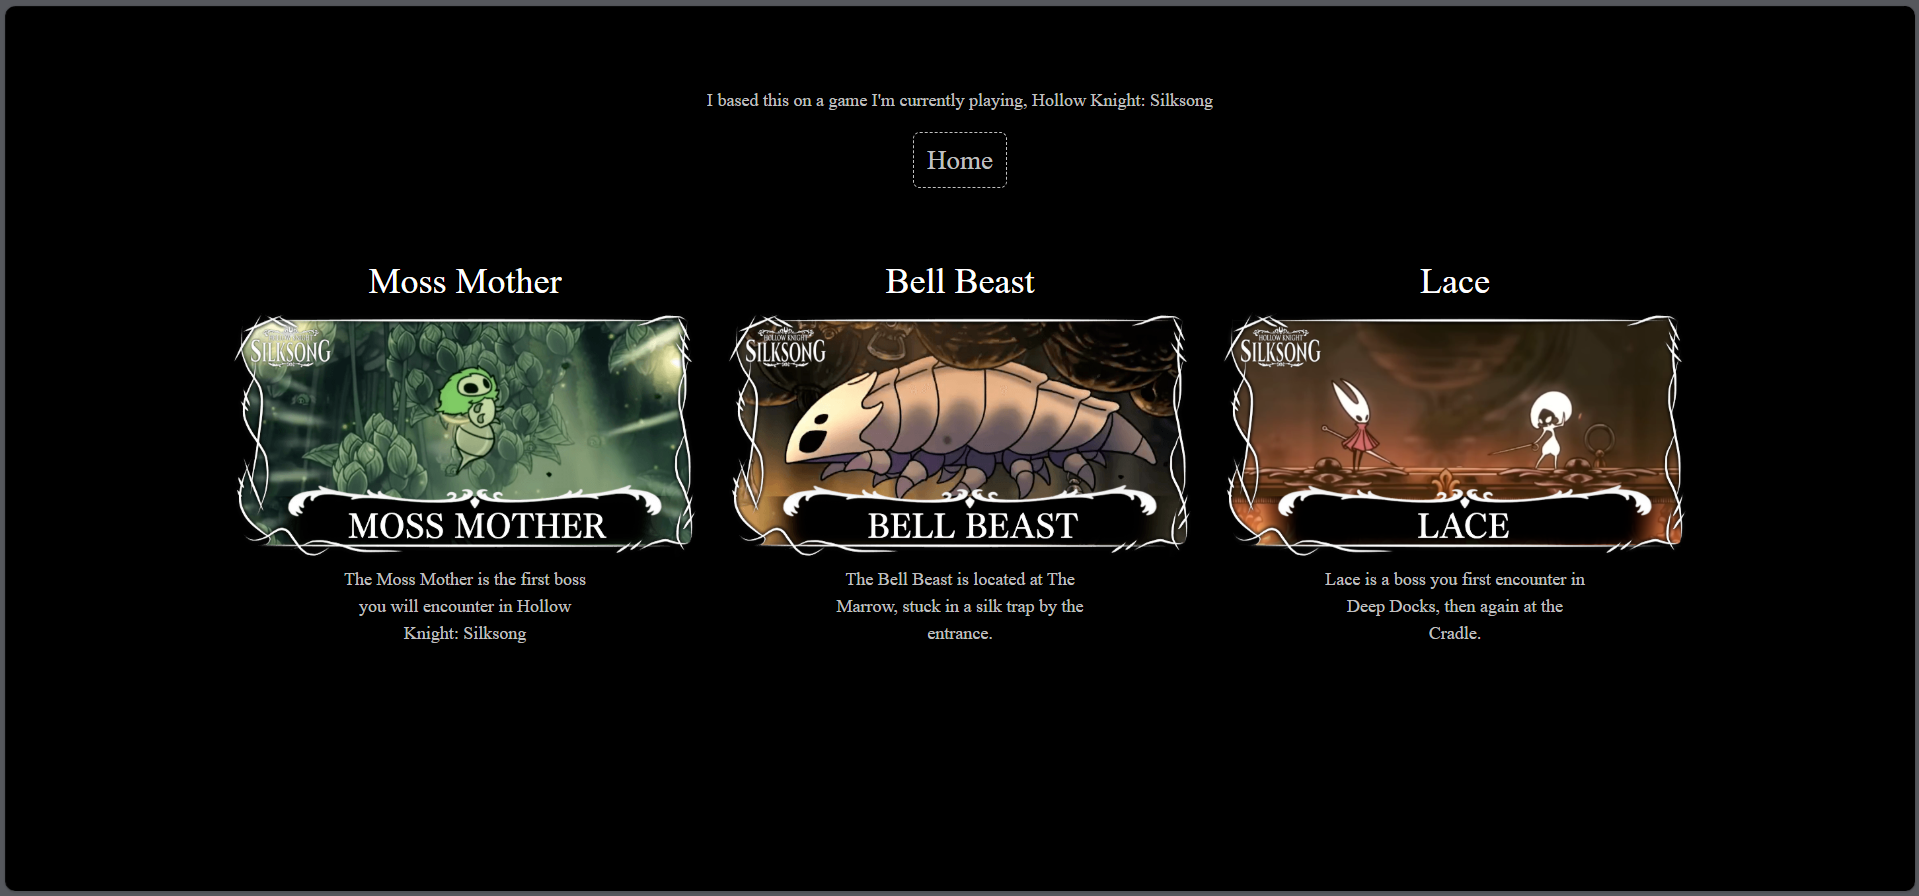 I based this on a game I'm currently playing, Hollow Knight: Silksong
Home
Moss Mother
HOLLOW KNIGHT
SILKSONG
MOSS MOTHER
The Moss Mother is the first boss
you will encounter in Hollow
Knight: Silksong
Bell Beast
HOLLOW KNIGHT
SILKSONG
BELL BEAST
The Bell Beast is located at The
Marrow, stuck in a silk trap by the
entrance.
Lace
HOLLOW KNIGHT
SILKSONG
LACE
Lace is a boss you first encounter in
Deep Docks, then again at the
Cradle.